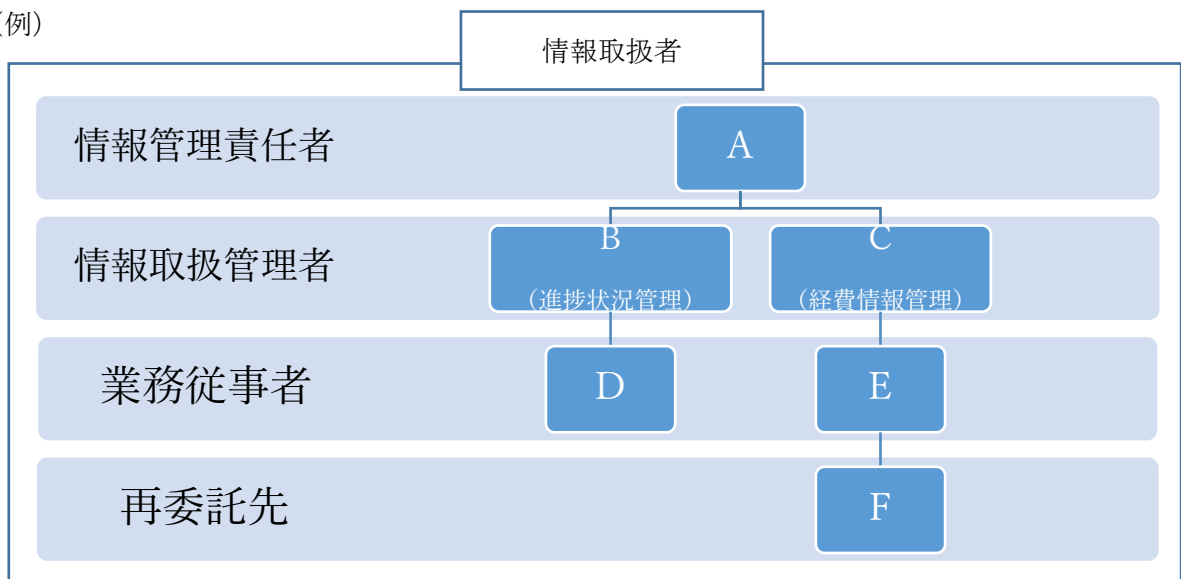 (例)
情報取扱者
情報管理責任者
A
情報取扱管理者
B
(進捗状況管理)
C
(経費情報管理)
業務従事者
D
E
再委託先
F